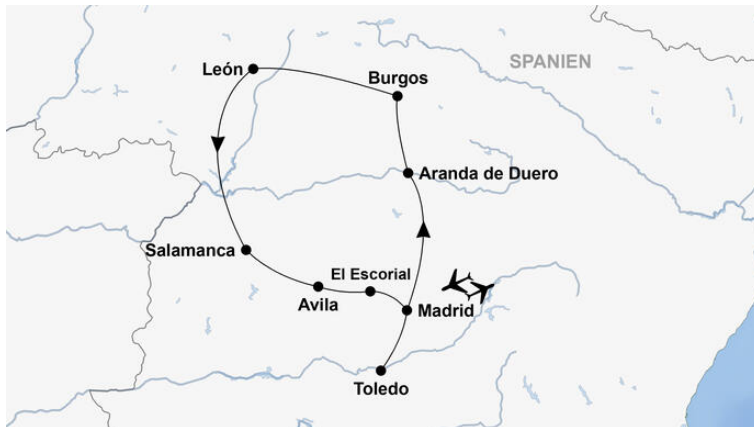 SPANIEN
León
Burgos
Aranda de Duero
Salamanca
El Escorial
Avila
Madrid
Toledo